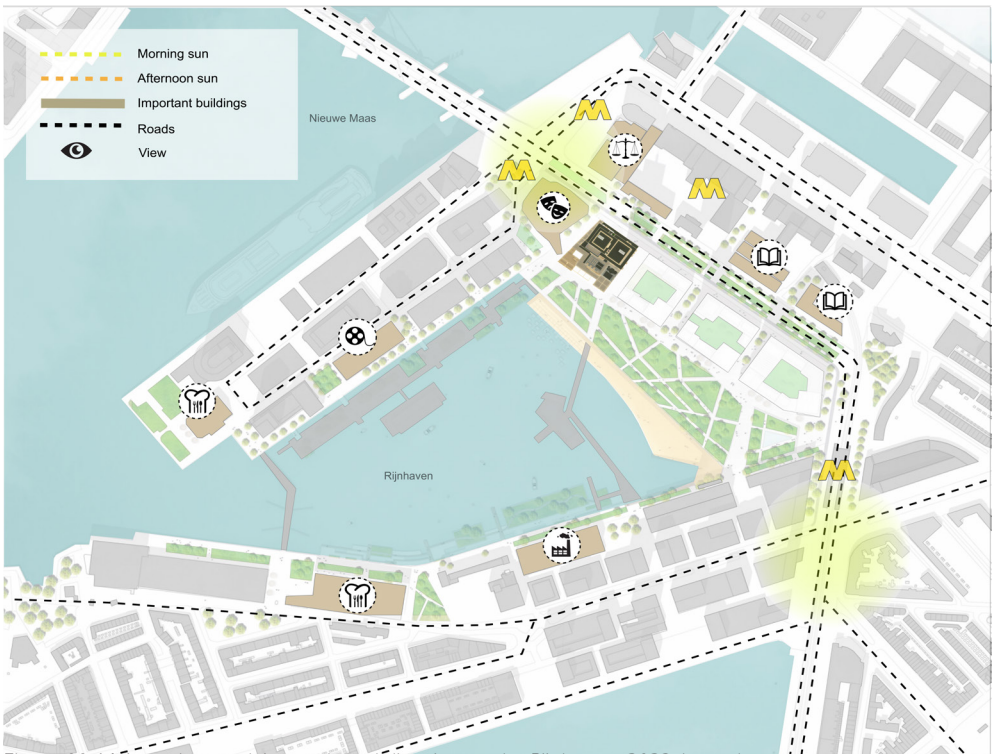 Morning sun
Afternoon sun
Important buildings
Roads
View
Nieuwe Maas
Rijnhaven